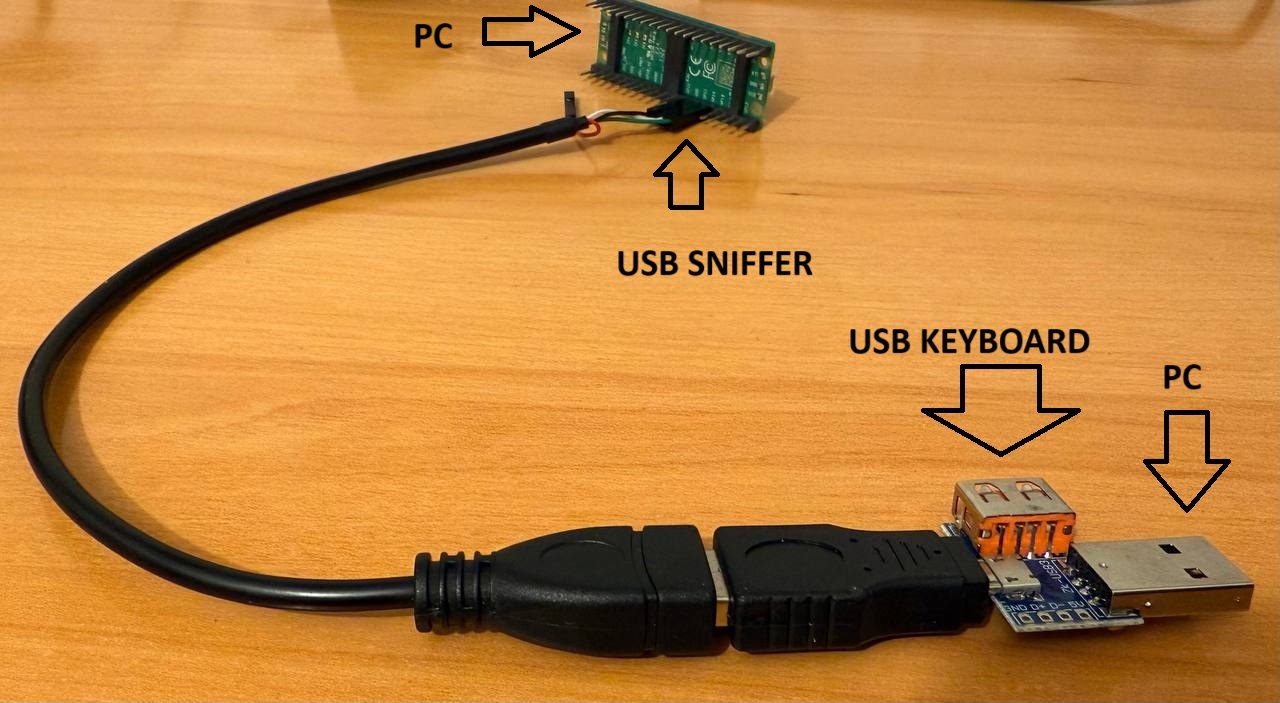 PC
USB SNIFFER
USB KEYBOARD
PC
GND D+ D- 5V